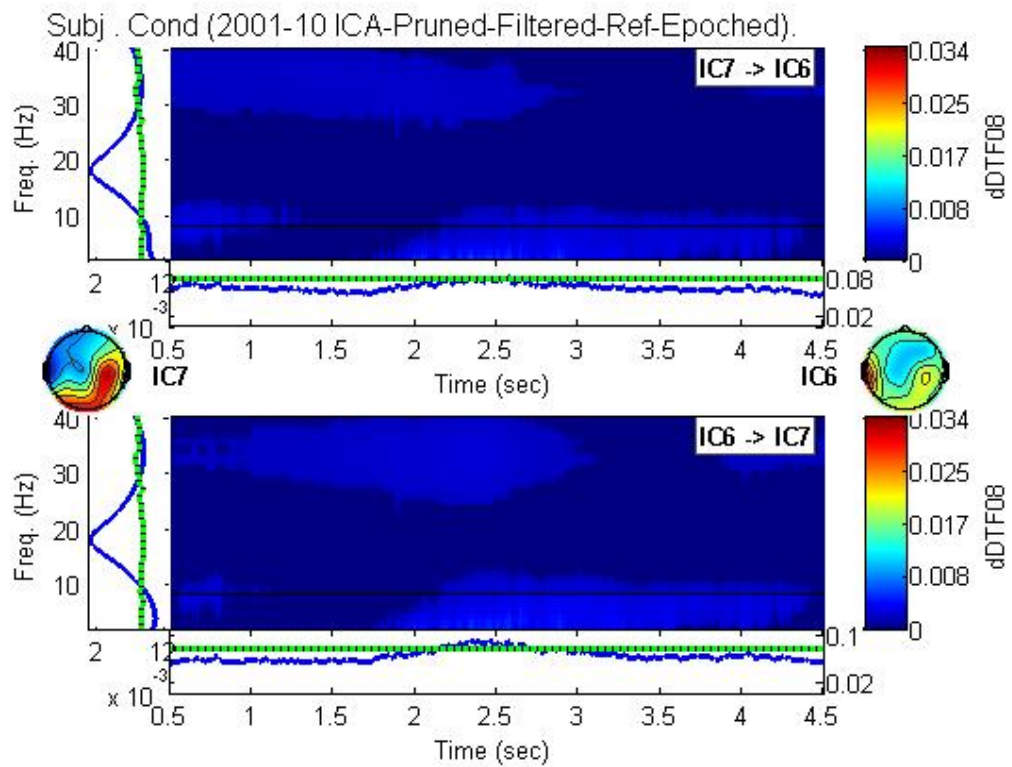 Subj . Cond (2001-10 ICA-Pruned-Filtered-Ref-Epoched).
40
30
20
10
Freq. (Hz)
IC7 -> IC6
0.034
0.025
0.017
0.008
0
dDTF08
2 12
x 10 -3
0.08
0.02
0.5 1 1.5 2 2.5 3 3.5 4 4.5
Time (sec)
IC7
IC6
40
30
20
10
Freq. (Hz)
IC6 -> IC7
0.034
0.025
0.017
0.008
0
dDTF08
2 12
x 10 -3
0.1
0.02
0.5 1 1.5 2 2.5 3 3.5 4 4.5
Time (sec)